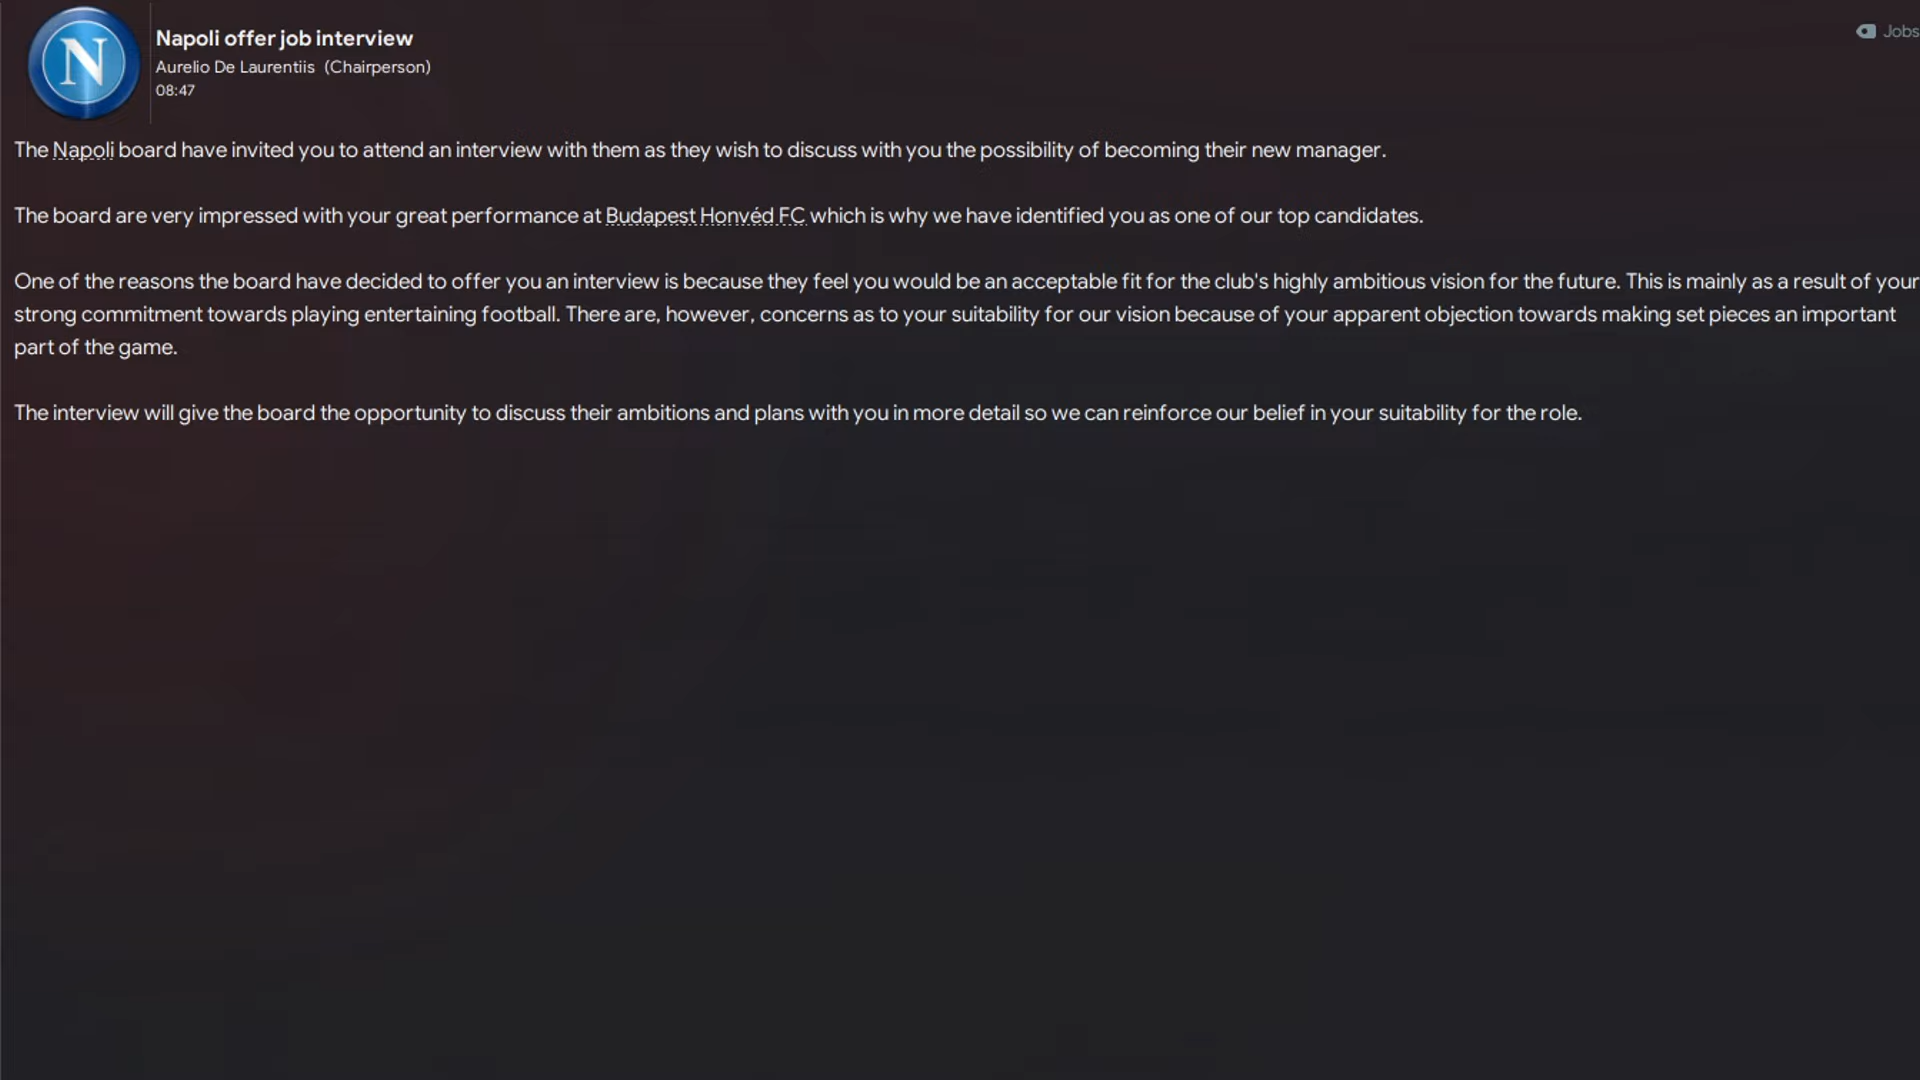 N
Napoli offer job interview
Aurelio De Laurentiis (Chairperson)
08:47
Jobs
The Napoli board have invited you to attend an interview with them as they wish to discuss with you the possibility of becoming their new manager.
The board are very impressed with your great performance at Budapest Honvéd FC which is why we have identified you as one of our top candidates.
One of the reasons the board have decided to offer you an interview is because they feel you would be an acceptable fit for the club's highly ambitious vision for the future. This is mainly as a result of your
strong commitment towards playing entertaining football. There are, however, concerns as to your suitability for our vision because of your apparent objection towards making set pieces an important
part of the game.
The interview will give the board the opportunity to discuss their ambitions and plans with you in more detail so we can reinforce our belief in your suitability for the role.